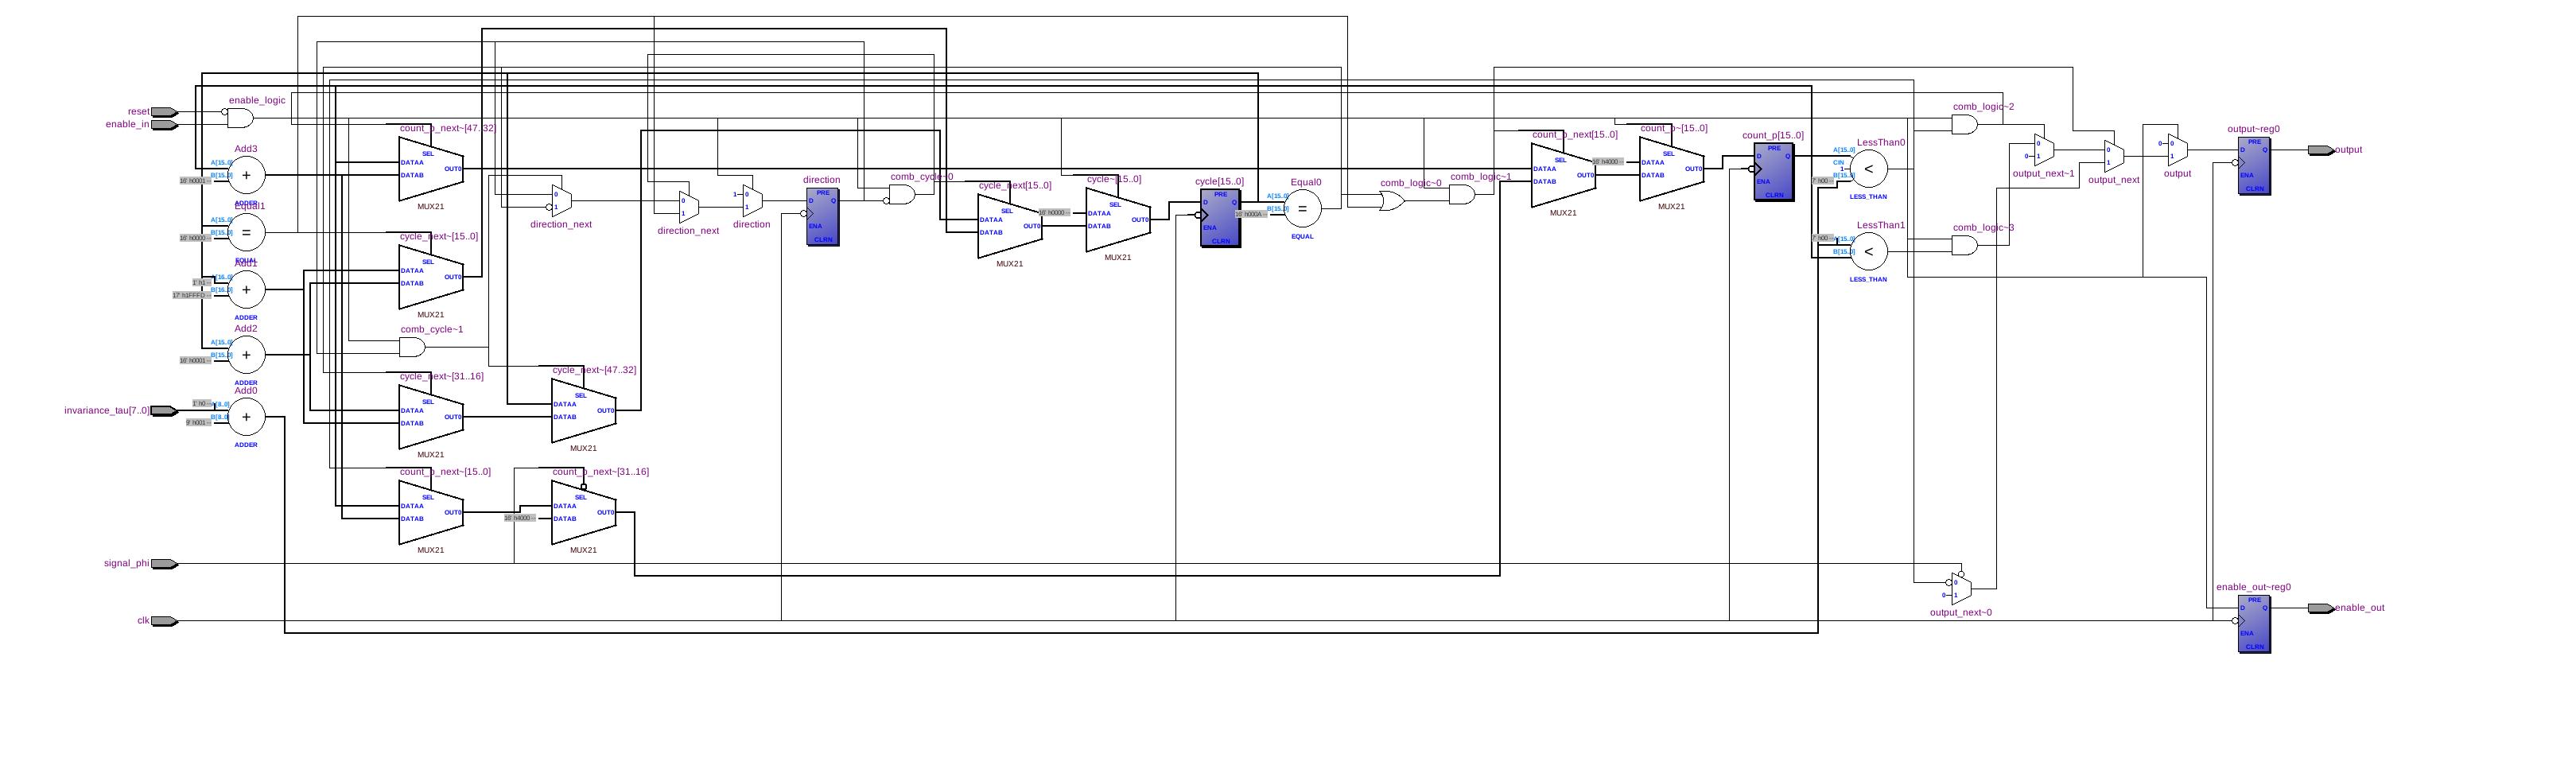 reset
enable_in
enable_logic
Add3
A[15..0]
B[15..0]
16' h0001 --
ADDER
Equal1
A[15..0]
B[15..0]
16' h0000 --
EQUAL
Add1
A[16..0]
B[16..0]
1' h1 --
17' h1FFFD --
ADDER
Add2
A[15..0]
B[15..0]
16' h0001 --
ADDER
Add0
1' h0 --
A[8..0]
B[8..0]
9' h001 --
ADDER
invariance_tau[7..0]
signal_phi
clk
count_p_next~[47..32]
SEL
DATAA
DATAB
OUT0
MUX21
cycle_next~[15..0]
SEL
DATAA
DATAB
OUT0
MUX21
comb_cycle~1
cycle_next~[31..16]
SEL
DATAA
DATAB
OUT0
MUX21
cycle_next~[47..32]
SEL
DATAA
DATAB
OUT0
MUX21
count_p_next~[15..0]
SEL
DATAA
DATAB
OUT0
MUX21
count_p_next~[31..16]
SEL
DATAA
DATAB
16' h4000 --
OUT0
MUX21
0
1
direction_next
0
1
direction_next
1
0
1
direction
direction
PRE
D
Q
ENA
CLRN
comb_cycle~0
cycle_next[15..0]
SEL
DATAA
DATAB
OUT0
MUX21
cycle~[15..0]
SEL
16' h0000 --
DATAA
DATAB
OUT0
MUX21
cycle[15..0]
PRE
D
Q
ENA
CLRN
Equal0
A[15..0]
B[15..0]
16' h000A --
EQUAL
comb_logic~0
comb_logic~1
count_p_next[15..0]
SEL
DATAA
DATAB
OUT0
MUX21
count_p~[15..0]
SEL
16' h4000 --
DATAA
DATAB
OUT0
MUX21
count_p[15..0]
PRE
D
Q
ENA
CLRN
LessThan0
A[15..0]
CIN
1
B[15..0]
7' h00 --
LESS_THAN
LessThan1
7' h00 --
A[15..0]
B[15..0]
LESS_THAN
comb_logic~2
comb_logic~3
0
0
1
output_next~1
0
1
output_next
0
0
1
output
output~reg0
PRE
D
Q
ENA
CLRN
output
0
0
1
output_next~0
enable_out~reg0
PRE
D
Q
ENA
CLRN
enable_out